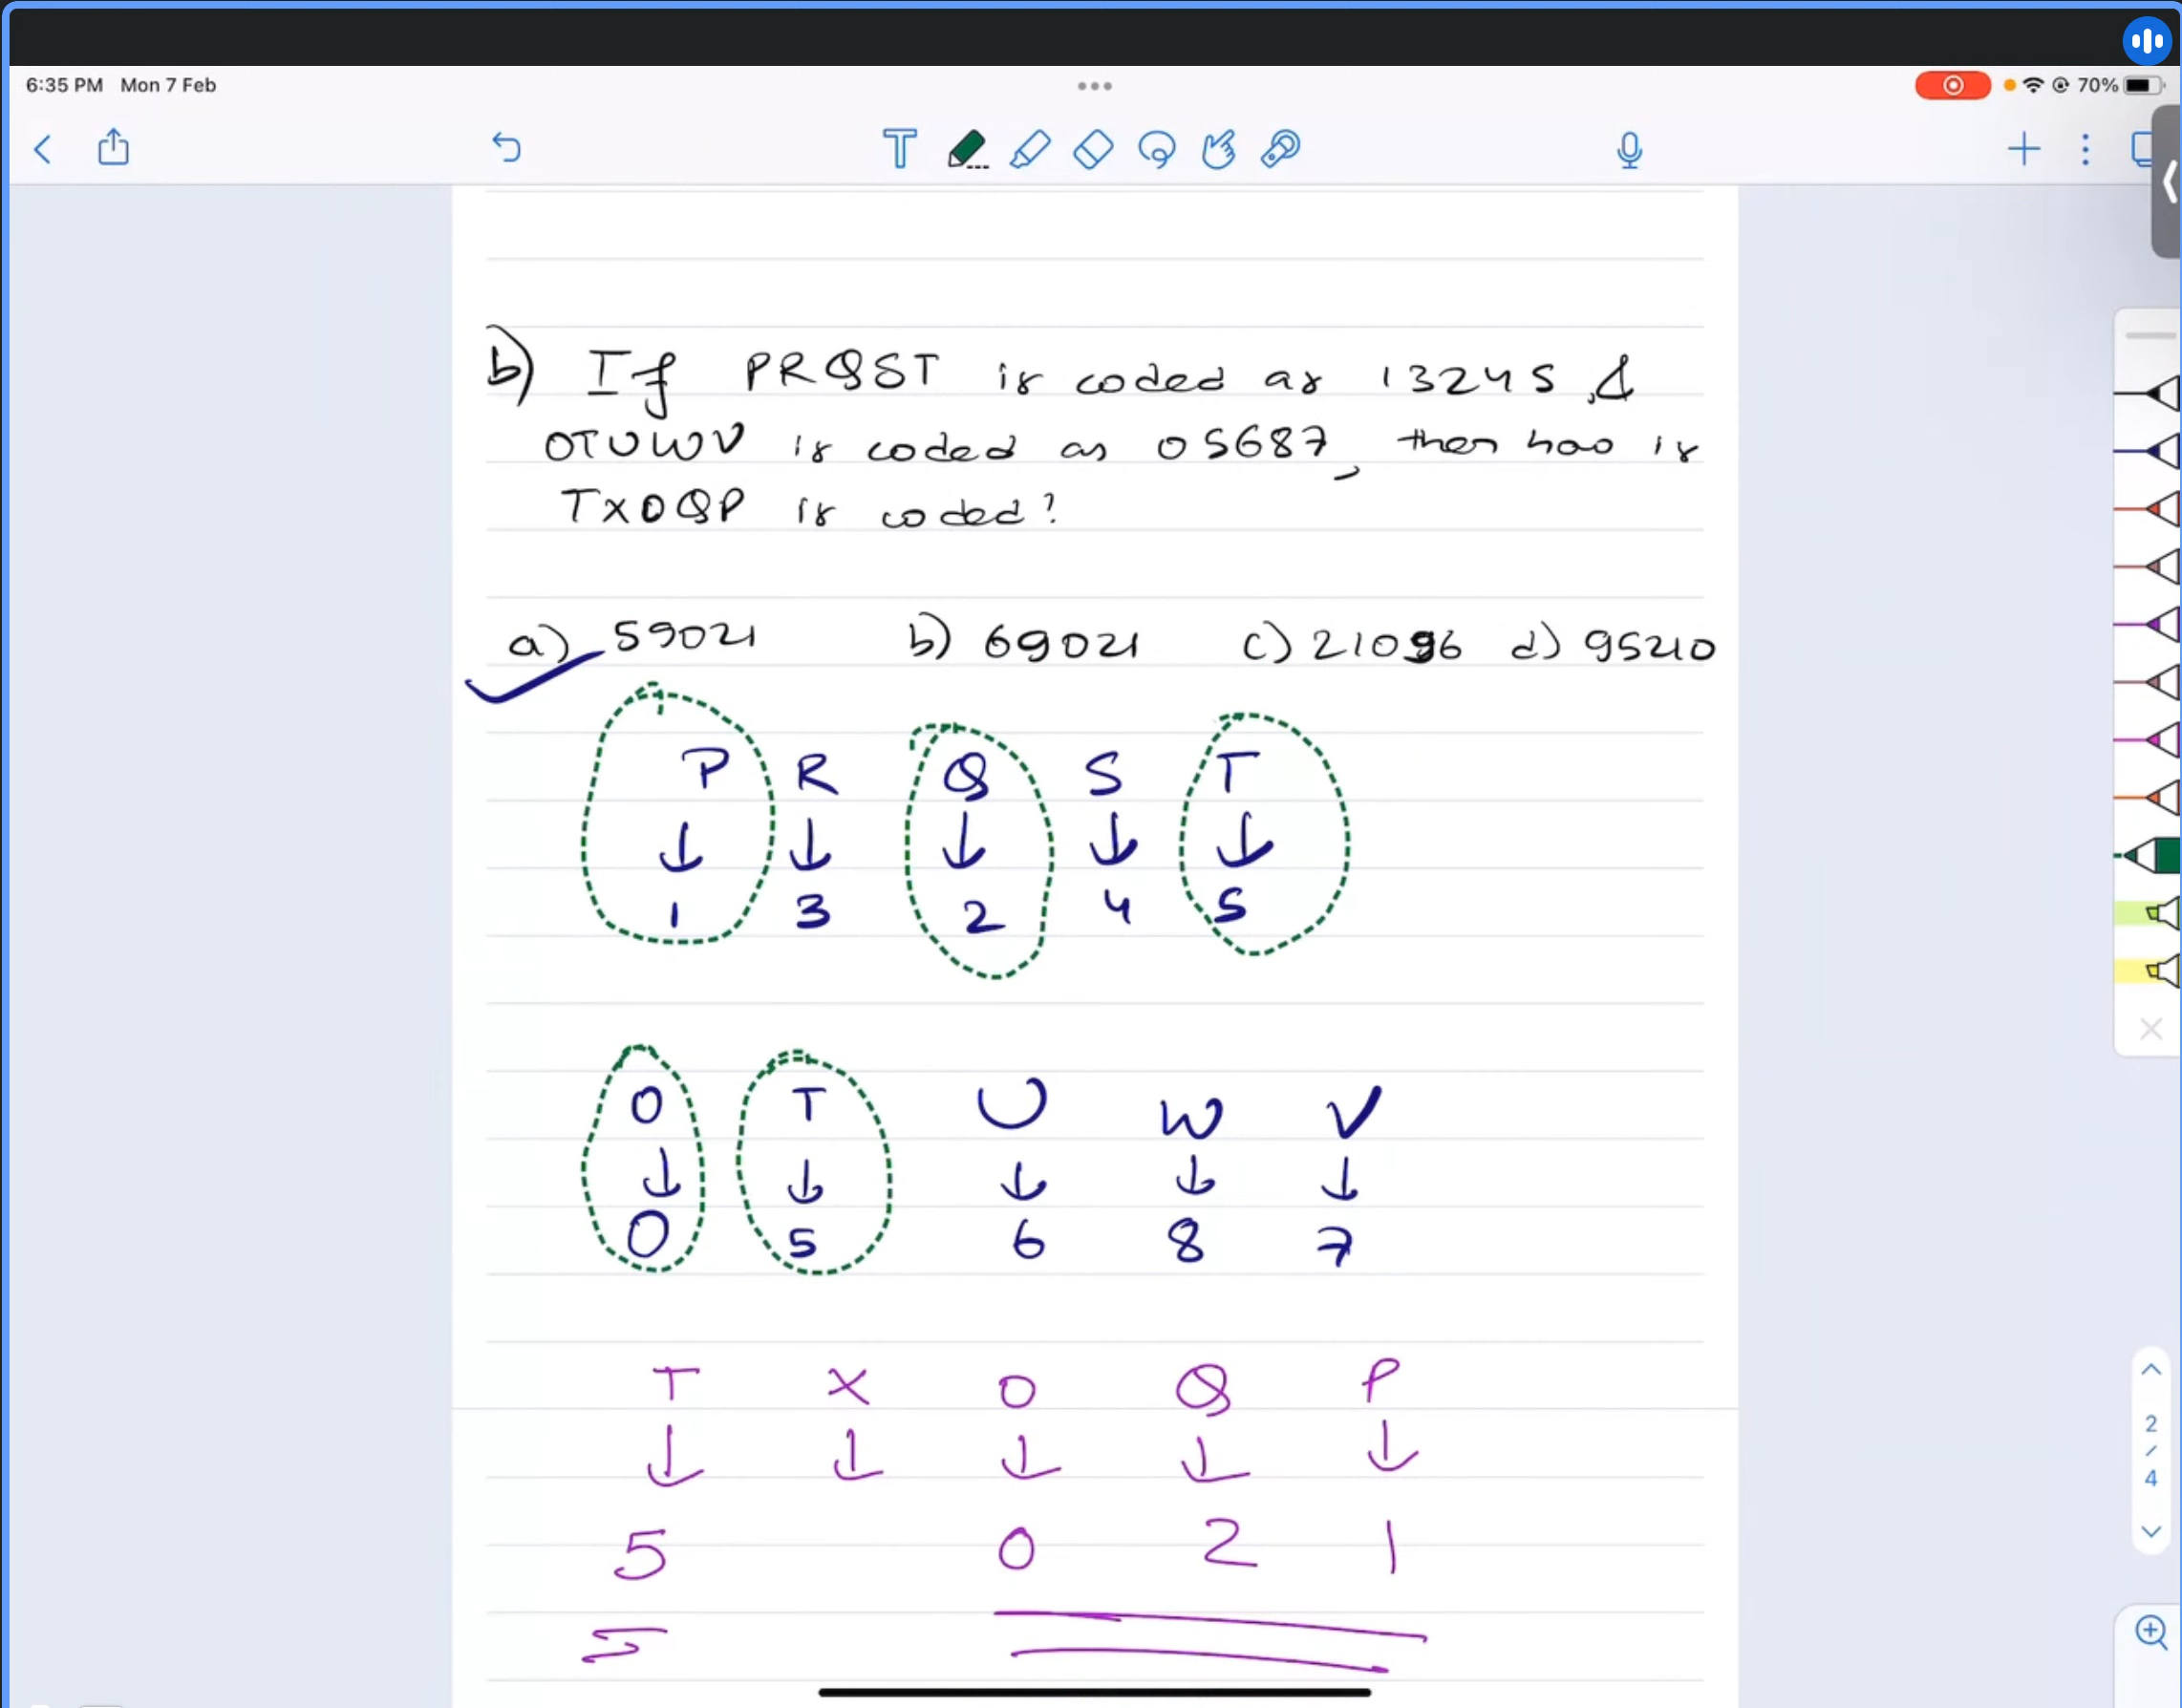 6:35 PM Mon 7 Feb
70%
T
b) If PRQST is coded as 13245 &
OTUWV is coded as 05687, then how is
TXOQP is coded?
a) 59021 b) 69021 c) 21096 d) 95210
P R Q S T
1 3 2 4 5
O T U W V
0 5 6 8 7
T X O Q P
5 0 2 1
2
/
4